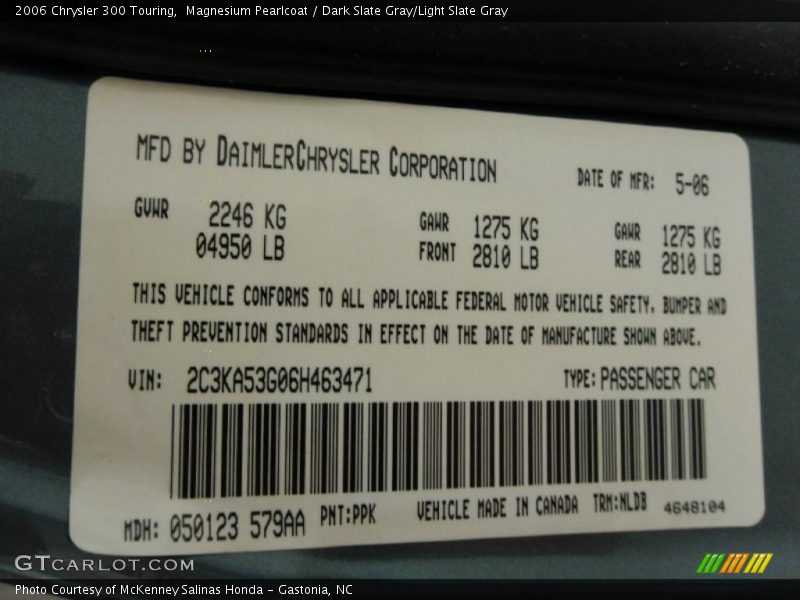 2006 Chrysler 300 Touring, Magnesium Pearlcoat / Dark Slate Gray/Light Slate Gray
MFD BY DAIMLERCHRYSLER CORPORATION
DATE OF MFR: 5-06
GVWR 2246 KG GAWR 1275 KG GAWR 1275 KG
04950 LB FRONT 2810 LB REAR 2810 LB
THIS VEHICLE CONFORMS TO ALL APPLICABLE FEDERAL MOTOR VEHICLE SAFETY, BUMPER AND
THEFT PREVENTION STANDARDS IN EFFECT ON THE DATE OF MANUFACTURE SHOWN ABOVE.
VIN: 2C3KA53G06H463471 TYPE: PASSENGER CAR
MDH: 050123 579AA PNT:PPK VEHICLE MADE IN CANADA TRM:NLDB 4648104
GTCARLOT.COM
Photo Courtesy of McKenney Salinas Honda - Gastonia, NC